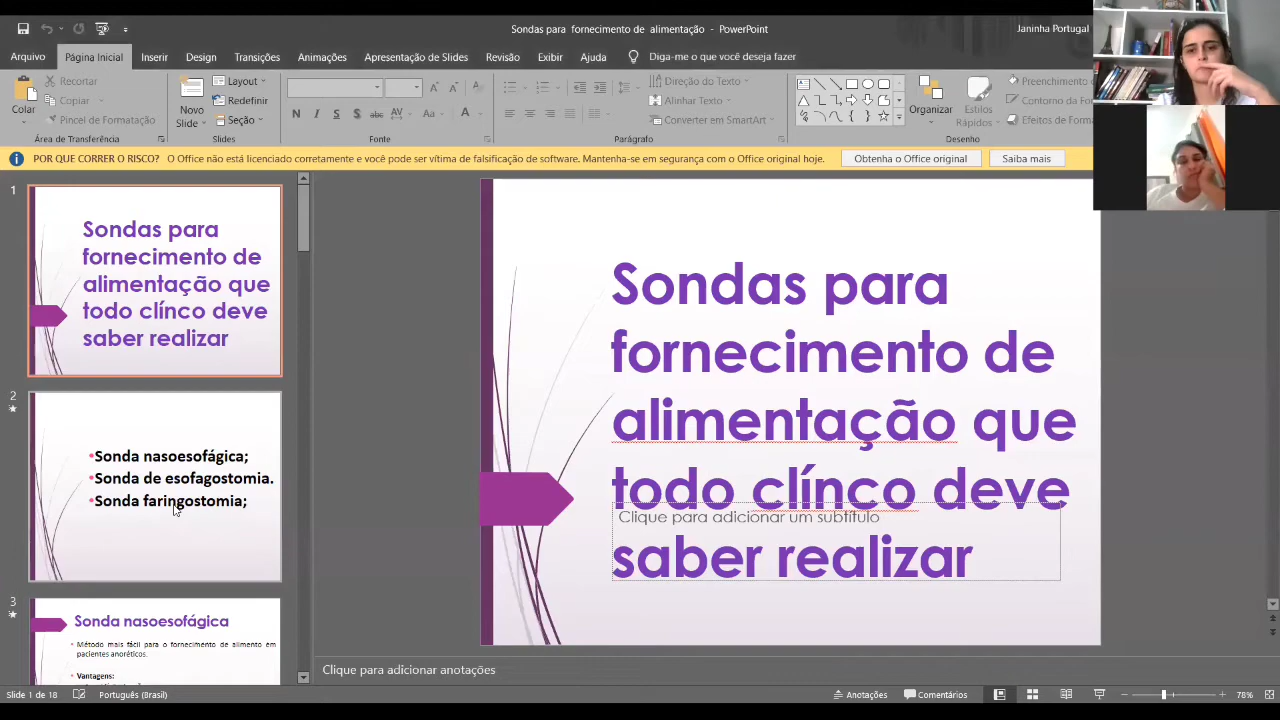 Sondas para fornecimento de alimentação - PowerPoint
Janinha Portugal
Arquivo
Página Inicial
Inserir
Design
Transições
Animações
Apresentação de Slides
Revisão
Exibir
Ajuda
Diga-me o que você deseja fazer
Colar
Recortar
Copiar
Pincel de Formatação
Área de Transferência
Novo
Slide
Layout
Redefinir
Seção
Slides
N I S S abc AV Aa A
Fonte
Direção do Texto
Alinhar Texto
Converter em SmartArt
Parágrafo
Organizar
Estilos
Rápidos
Preenchimento
Contorno da Fo
Efeitos de Forma
Desenho
POR QUE CORRER O RISCO? O Office não está licenciado corretamente e você pode ser vítima de falsificação de software. Mantenha-se em segurança com o Office original hoje.
Obtenha o Office original
Saiba mais
1
Sondas para
fornecimento de
alimentação que
todo clínco deve
saber realizar
2
•Sonda nasoesofágica;
•Sonda de esofagostomia.
•Sonda faringostomia;
3
Sonda nasoesofágica
• Método mais fácil para o fornecimento de alimento em
pacientes anoréticos.
Vantagens:
Sondas para
fornecimento de
alimentação que
todo clínco deve
Clique para adicionar um subtítulo
saber realizar
Clique para adicionar anotações
Slide 1 de 18
Português (Brasil)
Anotações
Comentários
78%